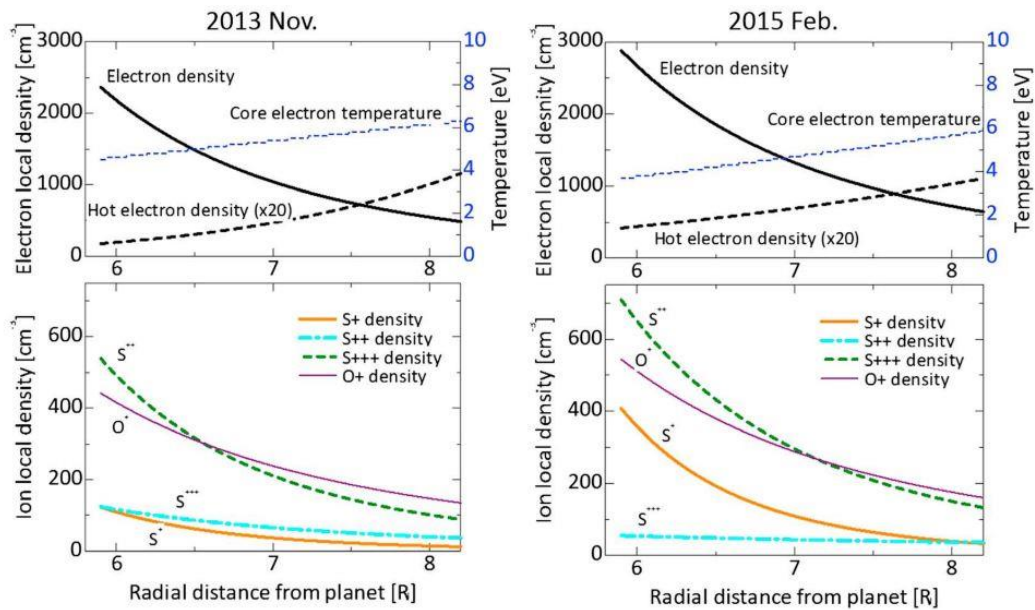 2013 Nov.
Electron local desnity [cm⁻³]
3000
2000
1000
0
Electron density
Core electron temperature
Hot electron density (x20)
10
8
6
4
2
0
Temperature [eV]
6
7
8
2015 Feb.
Electron local density [cm⁻³]
3000
2000
1000
0
Electron density
Core electron temperature
Hot electron density (x20)
10
8
6
4
2
0
Temperature [eV]
6
7
8
Ion local density [cm⁻³]
600
400
200
0
S⁺⁺
O⁺
S⁺⁺⁺
S⁺
S+ density
S++ density
S+++ density
O+ density
6
7
8
Radial distance from planet [Rⱼ]
Ion local density [cm⁻³]
600
400
200
0
S⁺⁺
O⁺
S⁺
S⁺⁺⁺
S+ density
S++ density
S+++ density
O+ density
6
7
8
Radial distance from planet [Rⱼ]